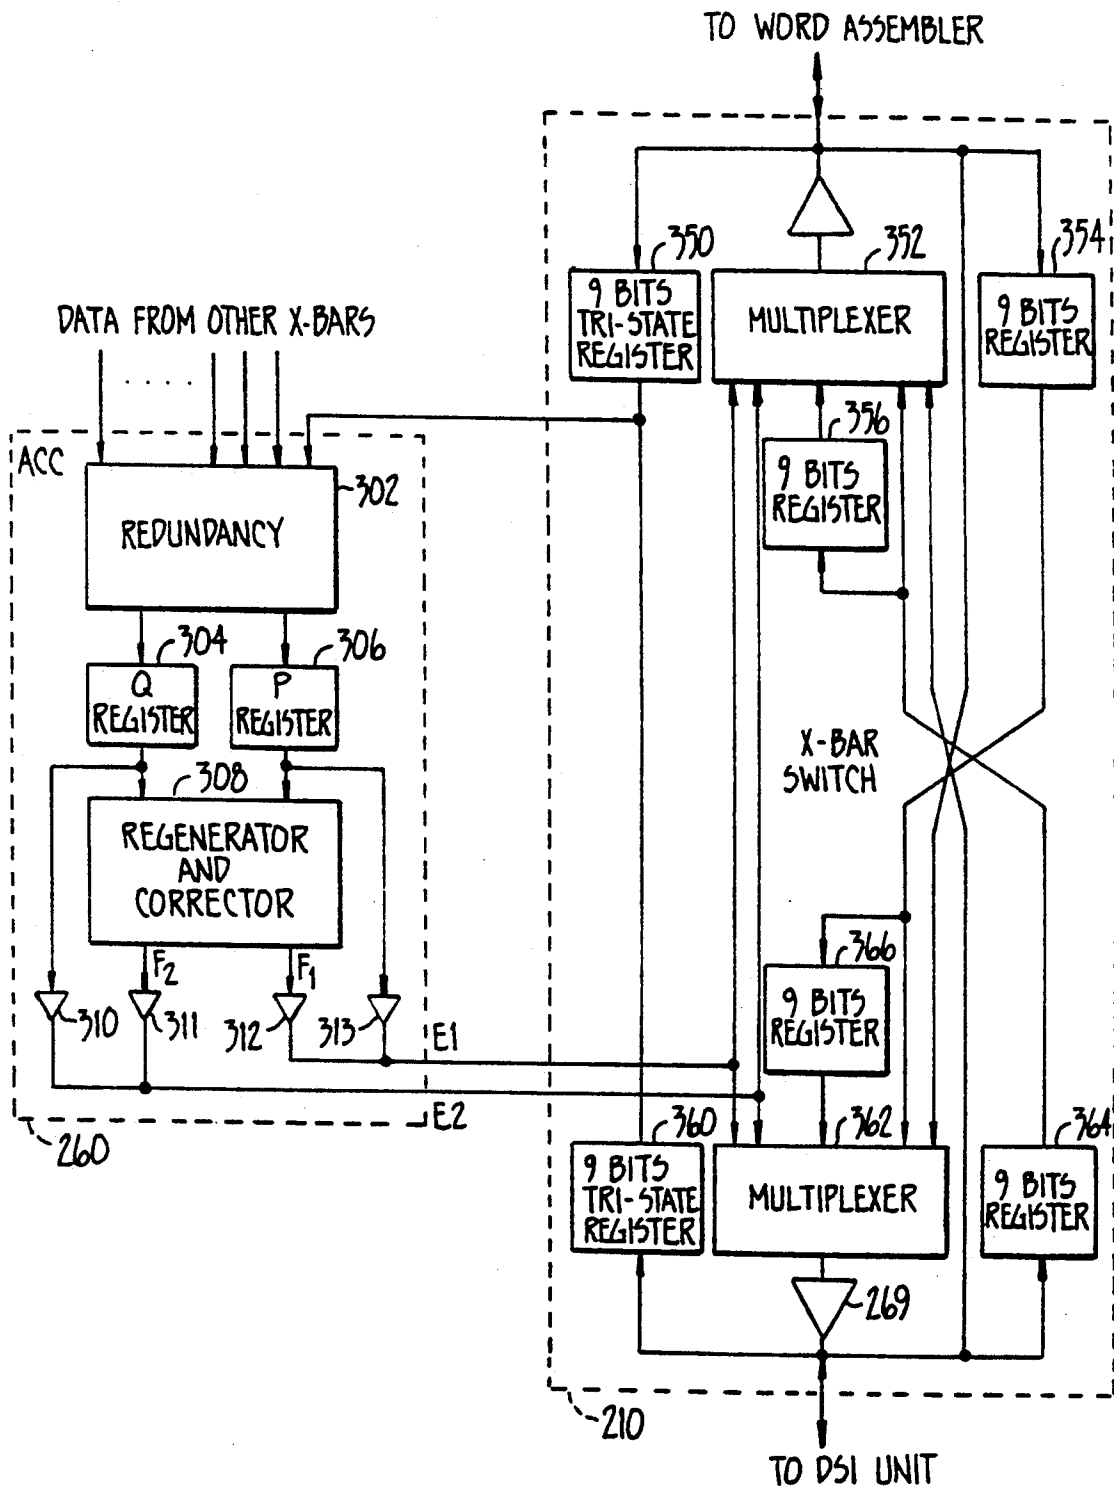 TO WORD ASSEMBLER
350
352
354
9 BITS
TRI-STATE
REGISTER
MULTIPLEXER
9 BITS
REGISTER
DATA FROM OTHER X-BARS
. . . . .
356
9 BITS
REGISTER
ACC
302
REDUNDANCY
304
306
Q
REGISTER
P
REGISTER
X-BAR
SWITCH
308
REGENERATOR
AND
CORRECTOR
F2
F1
366
9 BITS
REGISTER
310
311
312
313
E1
E2
260
360
362
364
9 BITS
TRI-STATE
REGISTER
MULTIPLEXER
9 BITS
REGISTER
269
210
TO DSI UNIT